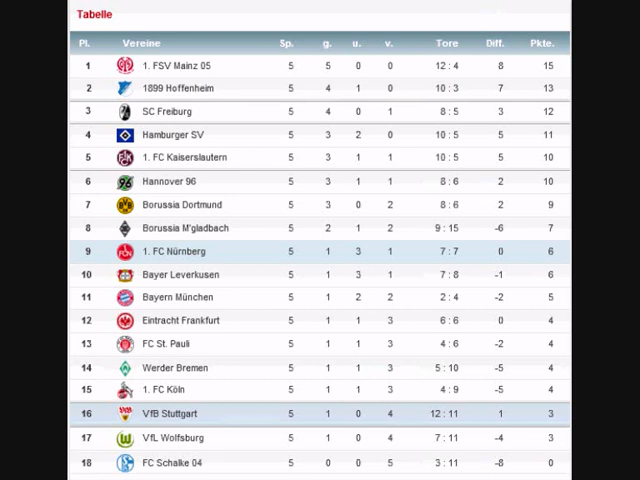 Tabelle
Pl. Vereine Sp. g. u. v. Tore Diff. Pkte.
1 1. FSV Mainz 05 5 5 0 0 12 : 4 8 15
2 1899 Hoffenheim 5 4 1 0 10 : 3 7 13
3 SC Freiburg 5 4 0 1 8 : 5 3 12
4 Hamburger SV 5 3 2 0 10 : 5 5 11
5 1. FC Kaiserslautern 5 3 1 1 10 : 5 5 10
6 Hannover 96 5 3 1 1 8 : 6 2 10
7 Borussia Dortmund 5 3 0 2 8 : 6 2 9
8 Borussia M'gladbach 5 2 1 2 9 : 15 -6 7
9 1. FC Nürnberg 5 1 3 1 7 : 7 0 6
10 Bayer Leverkusen 5 1 3 1 7 : 8 -1 6
11 Bayern München 5 1 2 2 2 : 4 -2 5
12 Eintracht Frankfurt 5 1 1 3 6 : 6 0 4
13 FC St. Pauli 5 1 1 3 4 : 6 -2 4
14 Werder Bremen 5 1 1 3 5 : 10 -5 4
15 1. FC Köln 5 1 1 3 4 : 9 -5 4
16 VfB Stuttgart 5 1 0 4 12 : 11 1 3
17 VfL Wolfsburg 5 1 0 4 7 : 11 -4 3
18 FC Schalke 04 5 0 0 5 3 : 11 -8 0